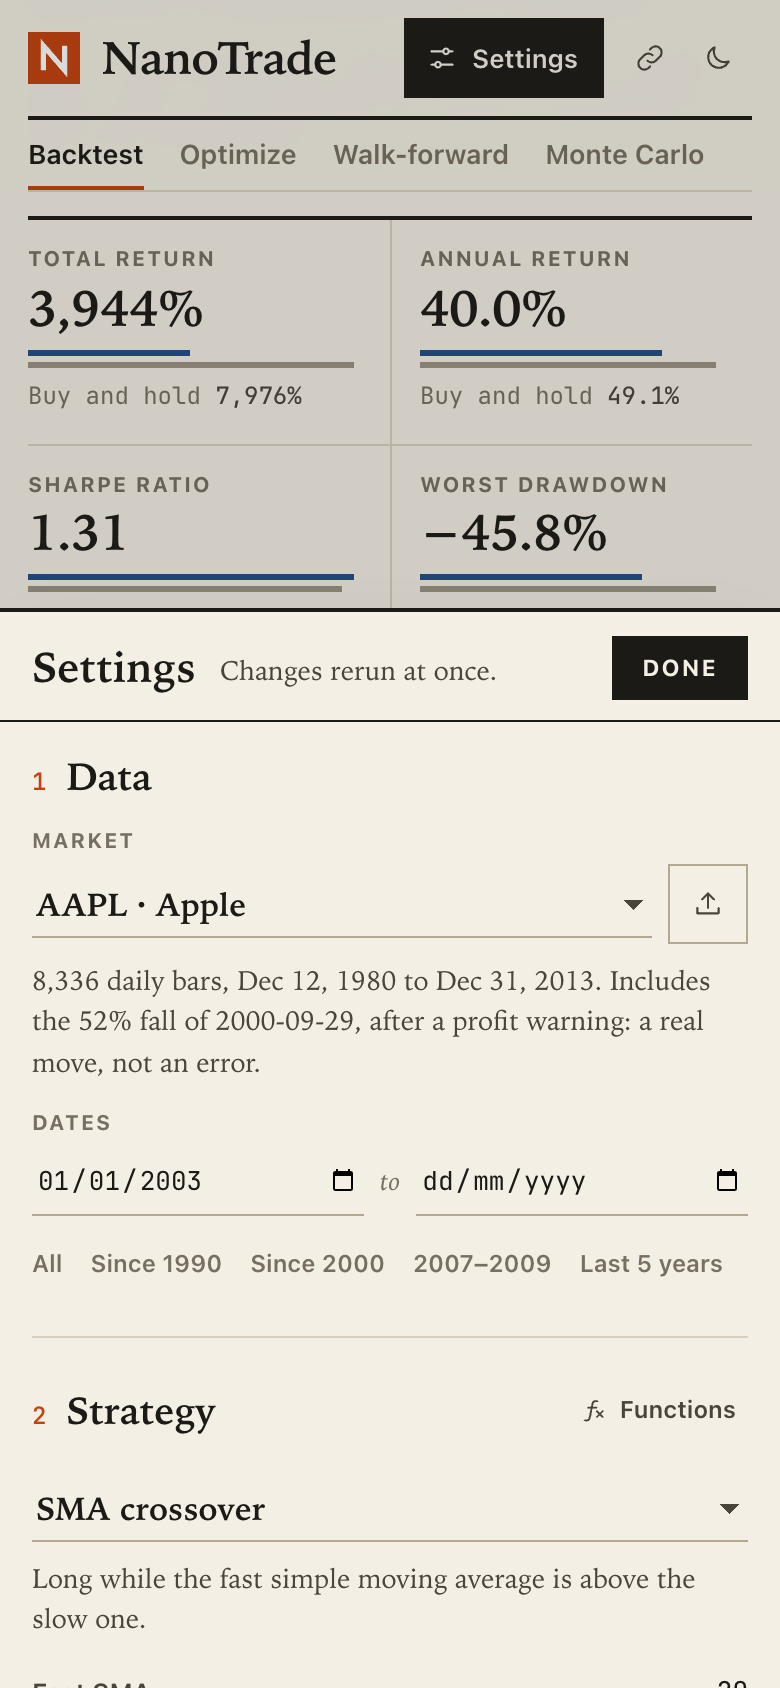 N NanoTrade Settings
Backtest Optimize Walk-forward Monte Carlo
TOTAL RETURN
3,944%
Buy and hold 7,976%
ANNUAL RETURN
40.0%
Buy and hold 49.1%
SHARPE RATIO
1.31
WORST DRAWDOWN
−45.8%
Settings Changes rerun at once. DONE
1 Data
MARKET
AAPL · Apple
8,336 daily bars, Dec 12, 1980 to Dec 31, 2013. Includes
the 52% fall of 2000-09-29, after a profit warning: a real
move, not an error.
DATES
01/01/2003 to dd/mm/yyyy
All Since 1990 Since 2000 2007–2009 Last 5 years
2 Strategy fx Functions
SMA crossover
Long while the fast simple moving average is above the
slow one.